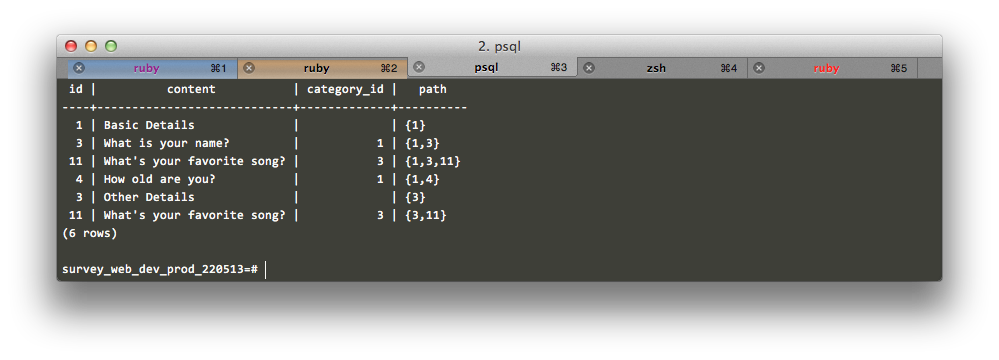 2. psql
ruby ⌘1 ruby ⌘2 psql ⌘3 zsh ⌘4 ruby ⌘5
 id |          content           | category_id |   path
----+----------------------------+-------------+----------
  1 | Basic Details              |             | {1}
  3 | What is your name?         |           1 | {1,3}
 11 | What's your favorite song? |           3 | {1,3,11}
  4 | How old are you?           |           1 | {1,4}
  3 | Other Details              |             | {3}
 11 | What's your favorite song? |           3 | {3,11}
(6 rows)
survey_web_dev_prod_220513=#